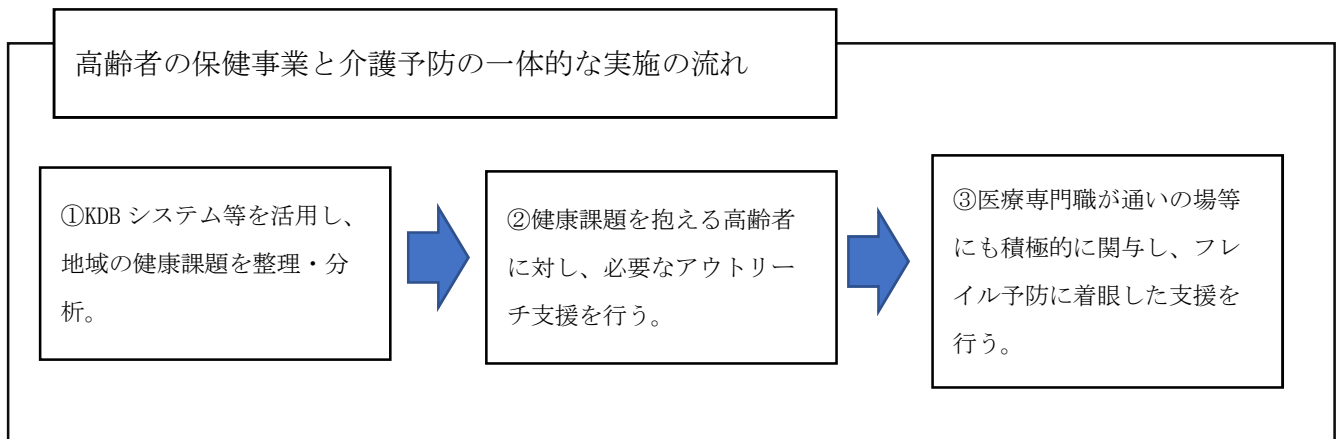 高齢者の保健事業と介護予防の一体的な実施の流れ
①KDB システム等を活用し、
地域の健康課題を整理・分
析。
②健康課題を抱える高齢者
に対し、必要なアウトリー
チ支援を行う。
③医療専門職が通いの場等
にも積極的に関与し、フレ
イル予防に着眼した支援を
行う。